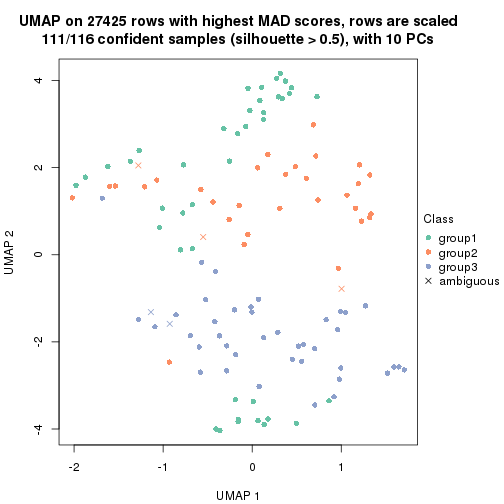 UMAP on 27425 rows with highest MAD scores, rows are scaled
111/116 confident samples (silhouette > 0.5), with 10 PCs
4
2
0
-2
-4
UMAP 2
-2
-1
0
1
UMAP 1
Class
group1
group2
group3
ambiguous